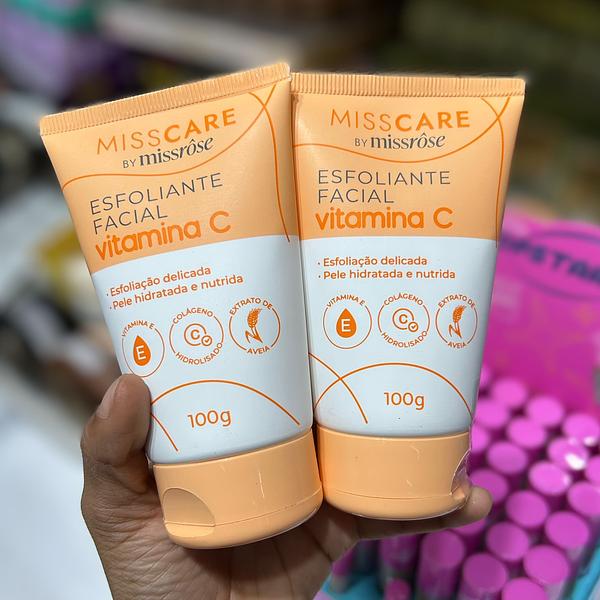 MISSCARE
BY missrôse
ESFOLIANTE
FACIAL
vitamina C
• Esfoliação delicada
• Pele hidratada e nutrida
VITAMINA E
E
COLÁGENO
C
HIDROLISADO
EXTRATO DE
AVEIA
100g
MISSCARE
BY missrôse
ESFOLIANTE
FACIAL
vitamina C
• Esfoliação delicada
• Pele hidratada e nutrida
VITAMINA E
E
COLÁGENO
C
HIDROLISADO
EXTRATO DE
AVEIA
100g